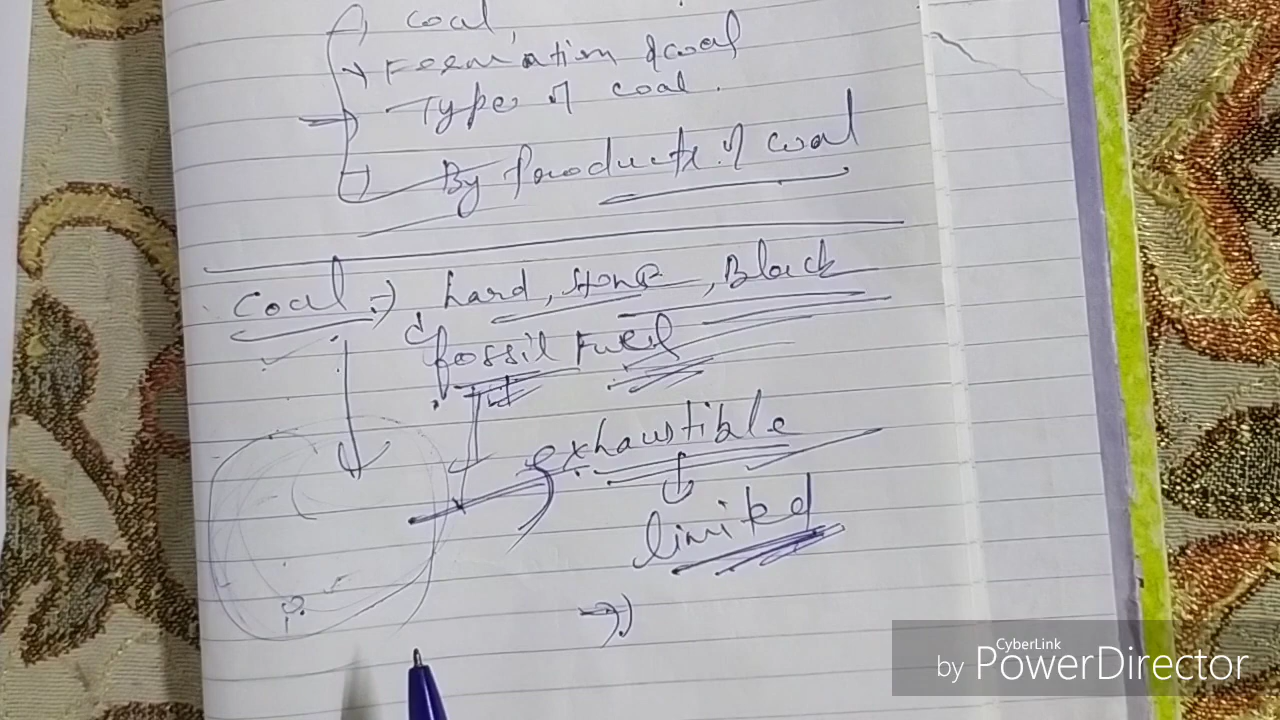 coal,
Formation of coal
Types of coal.
By Products of coal
Coal :-> hard, stone, Black
fossil Fuel
exhaustible
limited
CyberLink
by PowerDirector